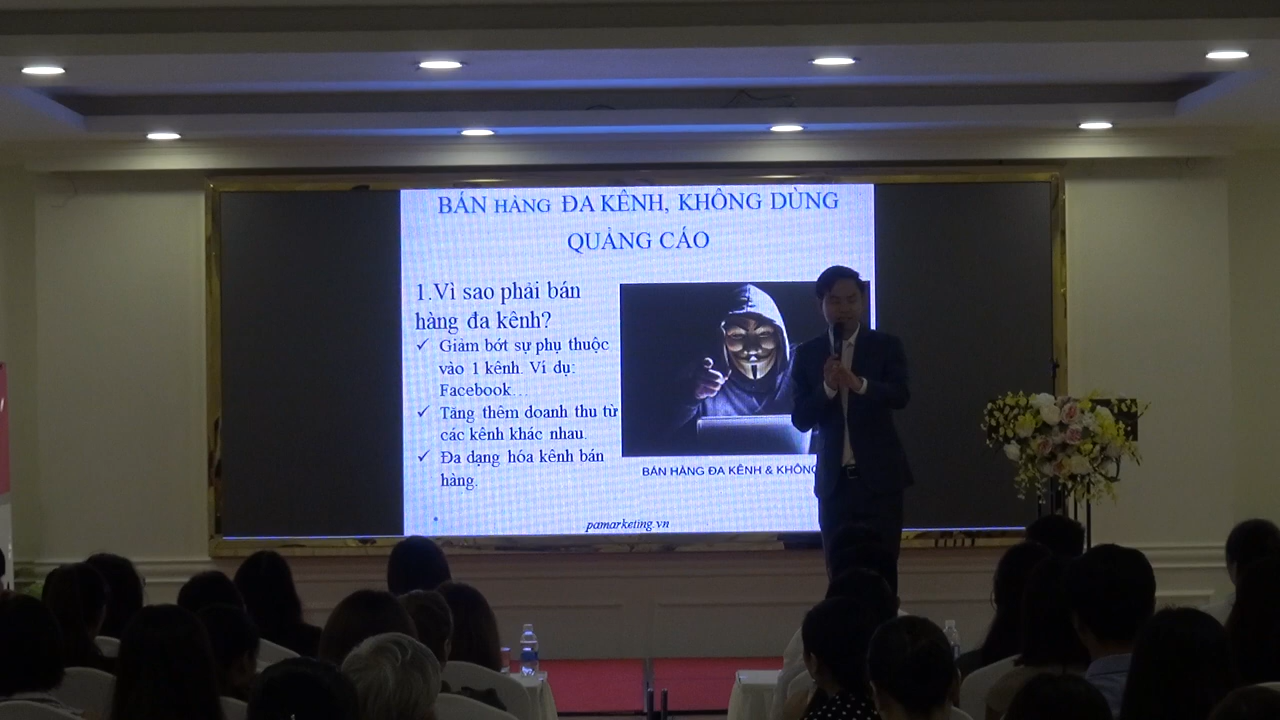 BÁN HÀNG ĐA KÊNH, KHÔNG DÙNG
QUẢNG CÁO
1.Vì sao phải bán
hàng đa kênh?
✓ Giảm bớt sự phụ thuộc
vào 1 kênh. Ví dụ:
Facebook…
✓ Tăng thêm doanh thu từ
các kênh khác nhau.
✓ Đa dạng hóa kênh bán
hàng.
BÁN HÀNG ĐA KÊNH & KHÔNG
pamarketing.vn